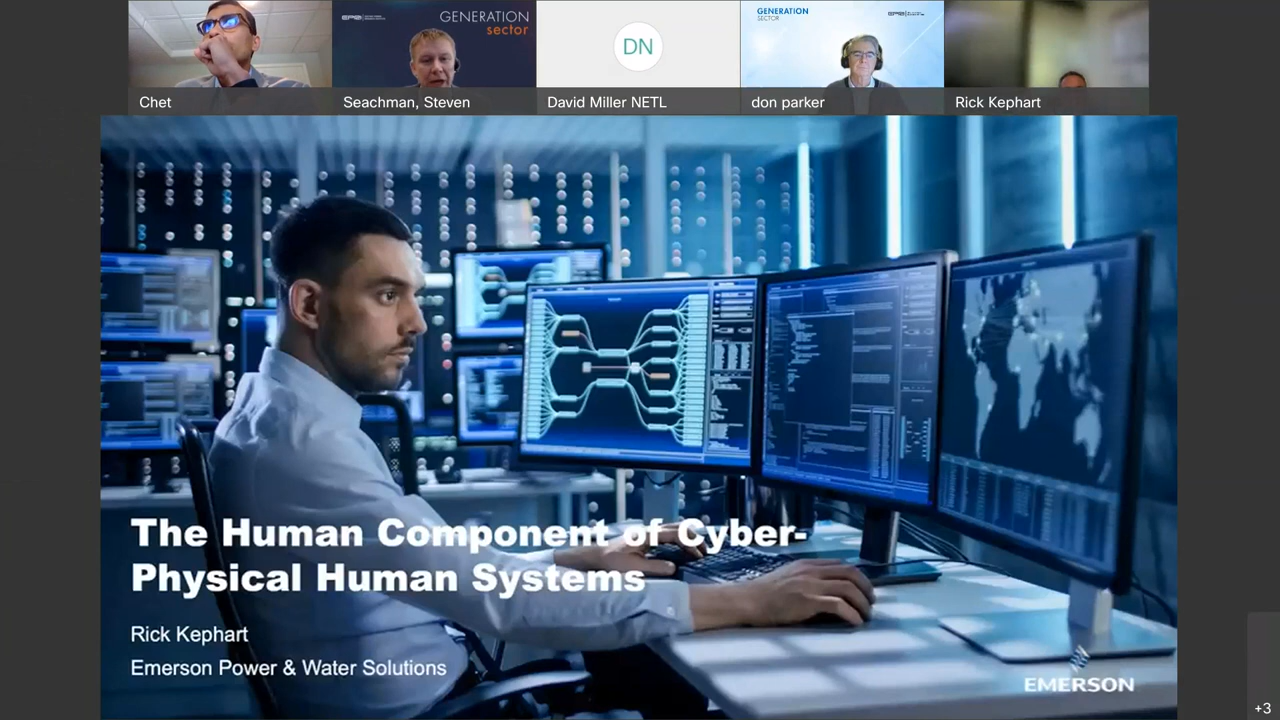 GENERATION
sector
DN
GENERATION
SECTOR
EPRI
Chet
Seachman, Steven
David Miller NETL
don parker
Rick Kephart
The Human Component of Cyber-
Physical Human Systems
Rick Kephart
Emerson Power & Water Solutions
EMERSON
+3